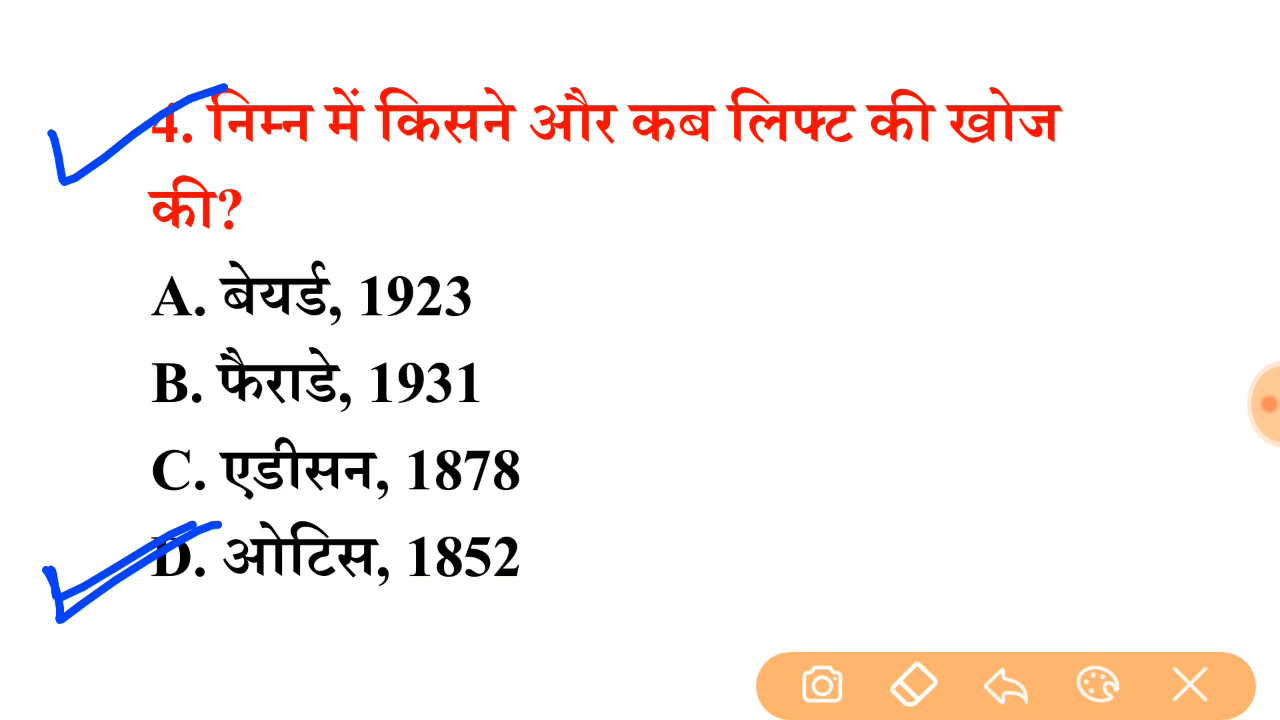 4. निम्न में किसने और कब लिफ्ट की खोज
की?
A. बेयर्ड, 1923
B. फैराडे, 1931
C. एडीसन, 1878
D. ओटिस, 1852